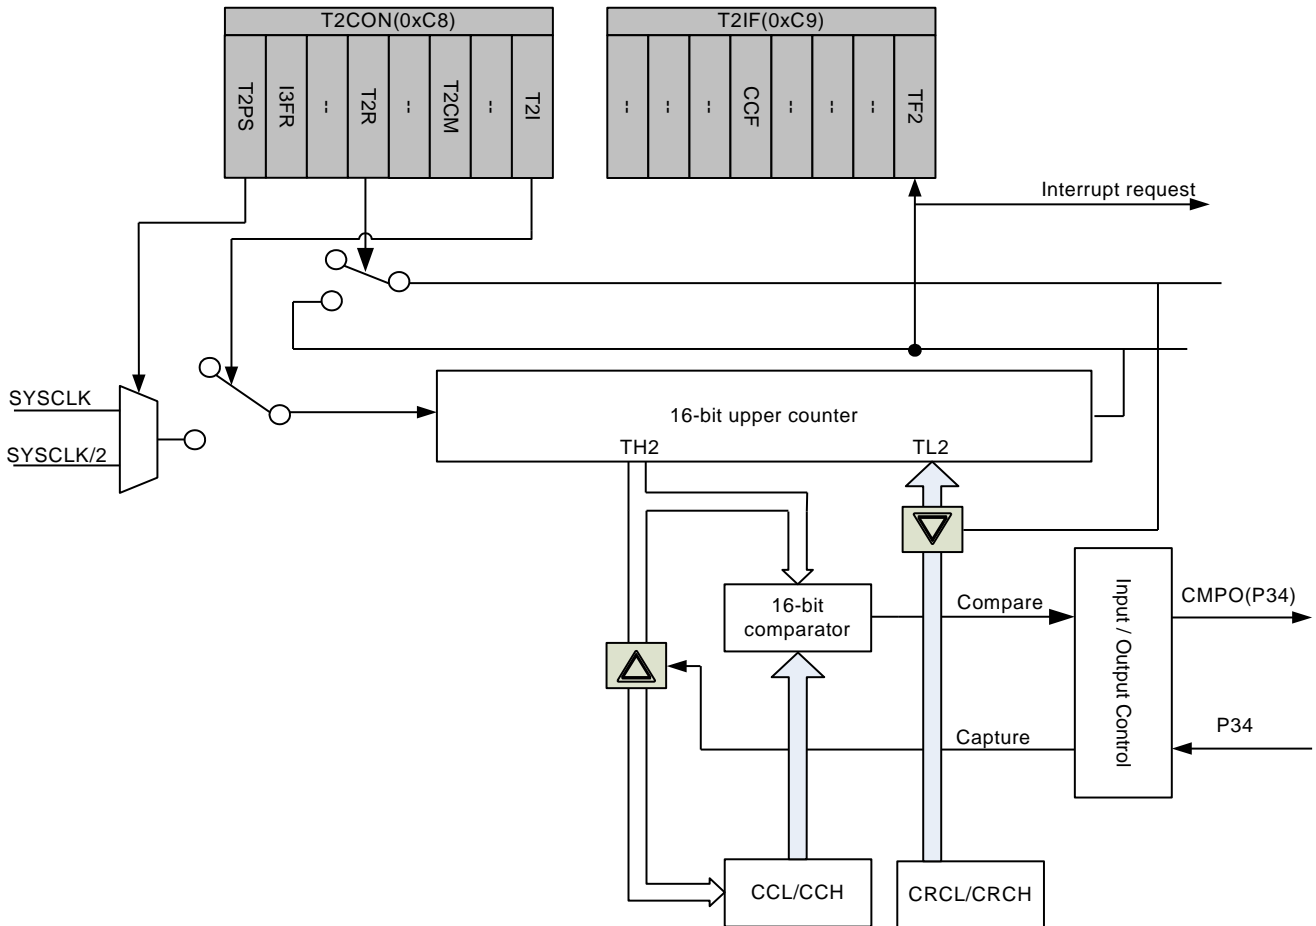 T2CON(0xC8)
T2IF(0xC9)
T2PS
I3FR
--
T2R
--
T2CM
--
T2I
--
--
--
CCF
--
--
--
TF2
Interrupt request
SYSCLK
SYSCLK/2
16-bit upper counter
TH2
TL2
16-bit
comparator
Compare
Input / Output Control
CMPO(P34)
Capture
P34
CCL/CCH
CRCL/CRCH